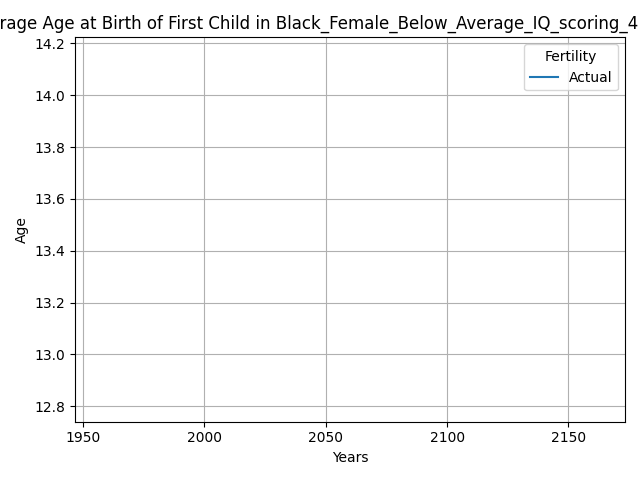 rage Age at Birth of First Child in Black_Female_Below_Average_IQ_scoring_4
Fertility
Actual
14.2
14.0
13.8
13.6
13.4
13.2
13.0
12.8
Age
1950 2000 2050 2100 2150
Years